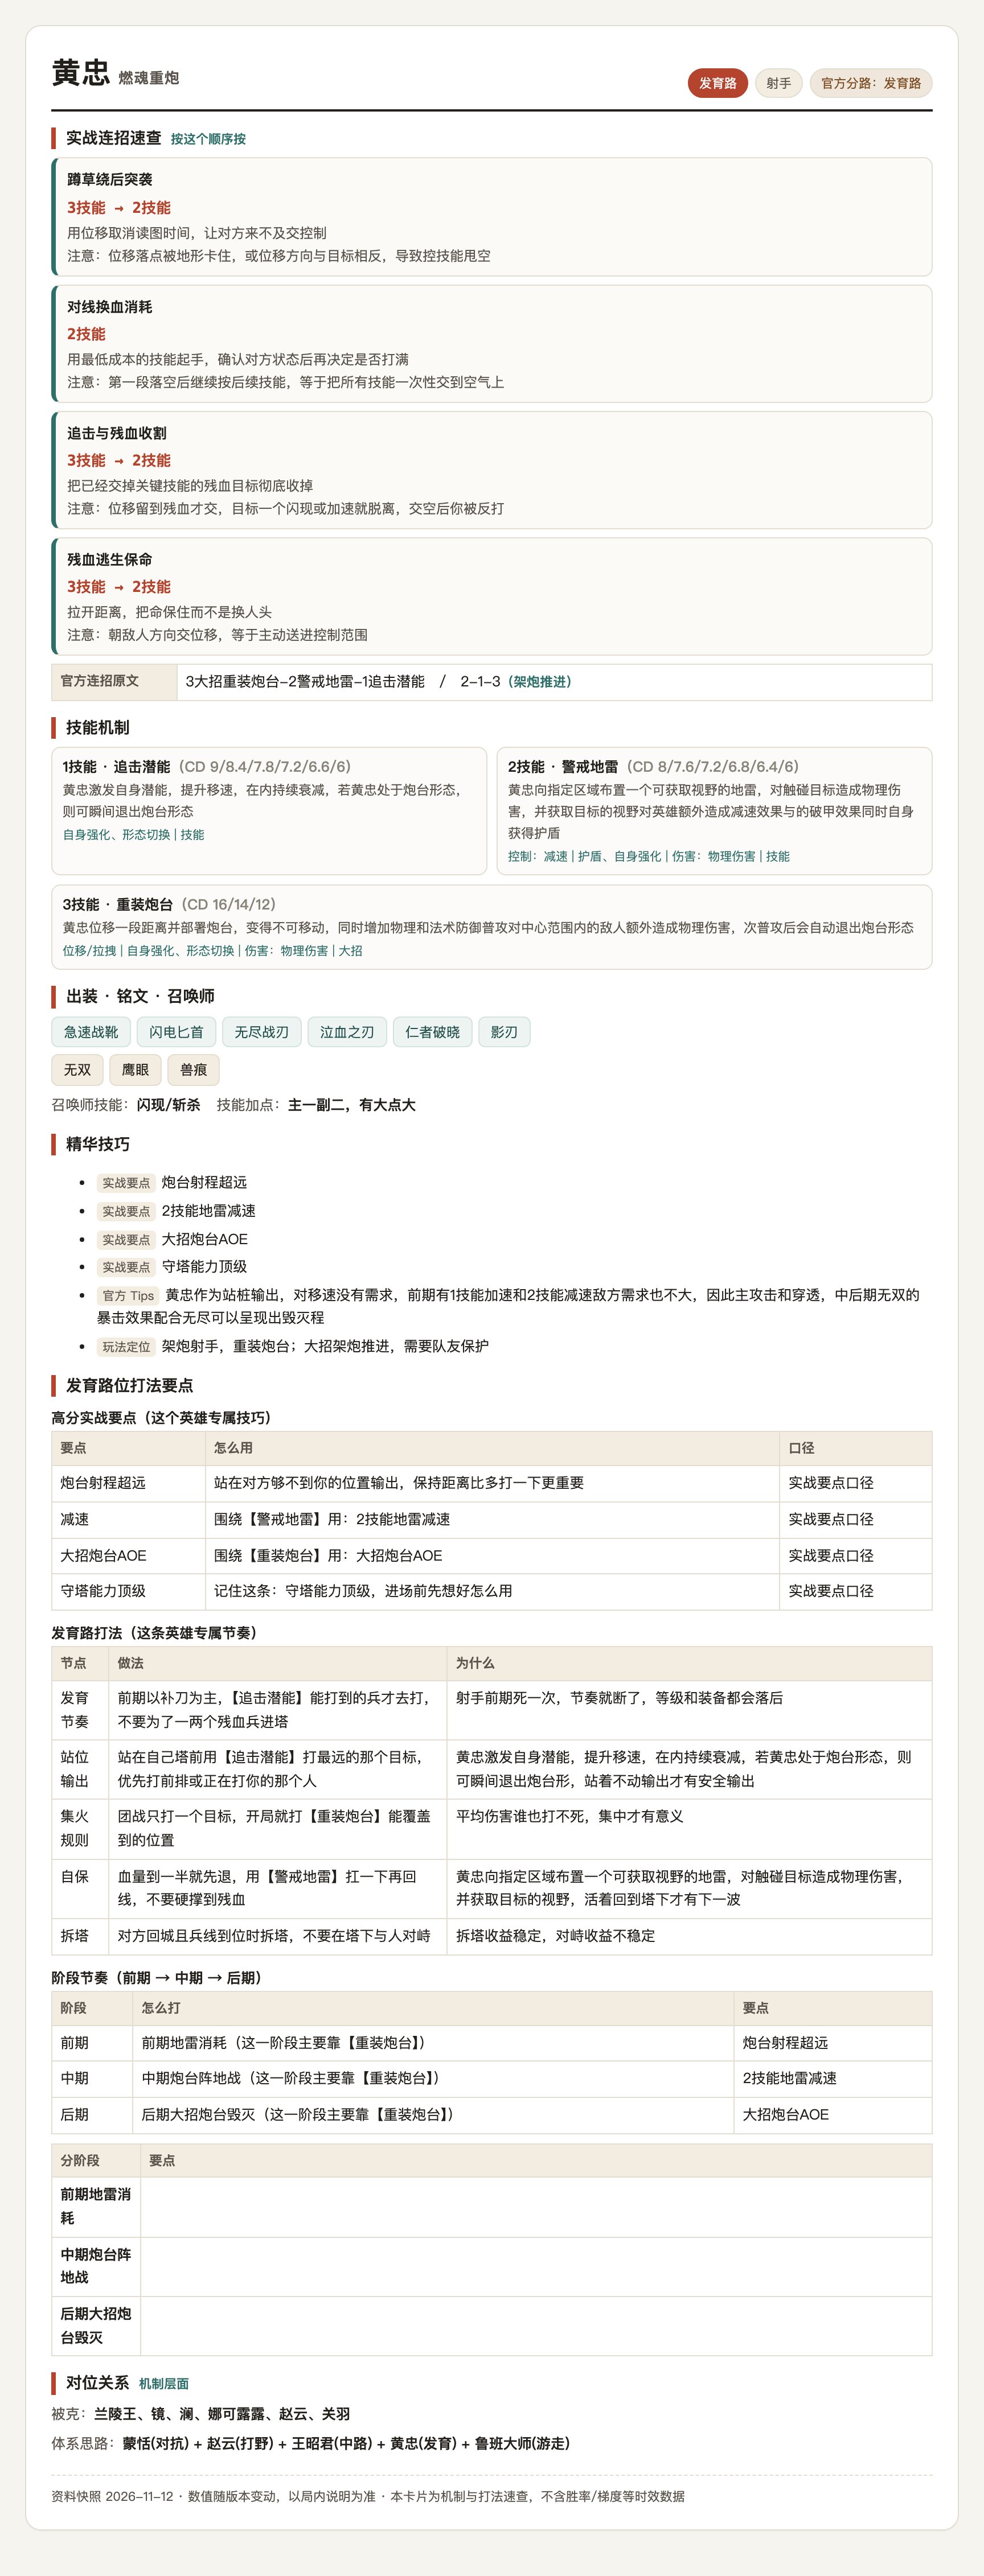 黄忠 燃魂重炮
发育路 射手 官方分路：发育路
实战连招速查 按这个顺序按
蹲草绕后突袭
3技能 → 2技能
用位移取消读图时间，让对方来不及交控制
注意：位移落点被地形卡住，或位移方向与目标相反，导致控技能甩空
对线换血消耗
2技能
用最低成本的技能起手，确认对方状态后再决定是否打满
注意：第一段落空后继续按后续技能，等于把所有技能一次性交到空气上
追击与残血收割
3技能 → 2技能
把已经交掉关键技能的残血目标彻底收掉
注意：位移留到残血才交，目标一个闪现或加速就脱离，交空后你被反打
残血逃生保命
3技能 → 2技能
拉开距离，把命保住而不是换人头
注意：朝敌人方向交位移，等于主动送进控制范围
官方连招原文 3大招重装炮台–2警戒地雷–1追击潜能 / 2–1–3（架炮推进）
技能机制
1技能 · 追击潜能（CD 9/8.4/7.8/7.2/6.6/6）
黄忠激发自身潜能，提升移速，在内持续衰减，若黄忠处于炮台形态，
则可瞬间退出炮台形态
自身强化、形态切换 | 技能
2技能 · 警戒地雷（CD 8/7.6/7.2/6.8/6.4/6）
黄忠向指定区域布置一个可获取视野的地雷，对触碰目标造成物理伤
害，并获取目标的视野对英雄额外造成减速效果与的破甲效果同时自身
获得护盾
控制：减速 | 护盾、自身强化 | 伤害：物理伤害 | 技能
3技能 · 重装炮台（CD 16/14/12）
黄忠位移一段距离并部署炮台，变得不可移动，同时增加物理和法术防御普攻对中心范围内的敌人额外造成物理伤害，次普攻后会自动退出炮台形态
位移/拉拽 | 自身强化、形态切换 | 伤害：物理伤害 | 大招
出装 · 铭文 · 召唤师
急速战靴 闪电匕首 无尽战刃 泣血之刃 仁者破晓 影刃
无双 鹰眼 兽痕
召唤师技能：闪现/斩杀 技能加点：主一副二，有大点大
精华技巧
• 实战要点 炮台射程超远
• 实战要点 2技能地雷减速
• 实战要点 大招炮台AOE
• 实战要点 守塔能力顶级
• 官方 Tips 黄忠作为站桩输出，对移速没有需求，前期有1技能加速和2技能减速敌方需求也不大，因此主攻击和穿透，中后期无双的
暴击效果配合无尽可以呈现出毁灭程
• 玩法定位 架炮射手，重装炮台；大招架炮推进，需要队友保护
发育路位打法要点
高分实战要点（这个英雄专属技巧）
要点 怎么用 口径
炮台射程超远 站在对方够不到你的位置输出，保持距离比多打一下更重要 实战要点口径
减速 围绕【警戒地雷】用：2技能地雷减速 实战要点口径
大招炮台AOE 围绕【重装炮台】用：大招炮台AOE 实战要点口径
守塔能力顶级 记住这条：守塔能力顶级，进场前先想好怎么用 实战要点口径
发育路打法（这条英雄专属节奏）
节点 做法 为什么
发育 前期以补刀为主，【追击潜能】能打到的兵才去打， 射手前期死一次，节奏就断了，等级和装备都会落后
节奏 不要为了一两个残血兵进塔
站位 站在自己塔前用【追击潜能】打最远的那个目标， 黄忠激发自身潜能，提升移速，在内持续衰减，若黄忠处于炮台形态，则
输出 优先打前排或正在打你的那个人 可瞬间退出炮台形，站着不动输出才有安全输出
集火 团战只打一个目标，开局就打【重装炮台】能覆盖 平均伤害谁也打不死，集中才有意义
规则 到的位置
自保 血量到一半就先退，用【警戒地雷】扛一下再回 黄忠向指定区域布置一个可获取视野的地雷，对触碰目标造成物理伤害，
线，不要硬撑到残血 并获取目标的视野，活着回到塔下才有下一波
拆塔 对方回城且兵线到位时拆塔，不要在塔下与人对峙 拆塔收益稳定，对峙收益不稳定
阶段节奏（前期 → 中期 → 后期）
阶段 怎么打 要点
前期 前期地雷消耗（这一阶段主要靠【重装炮台】） 炮台射程超远
中期 中期炮台阵地战（这一阶段主要靠【重装炮台】） 2技能地雷减速
后期 后期大招炮台毁灭（这一阶段主要靠【重装炮台】） 大招炮台AOE
分阶段 要点
前期地雷消
耗
中期炮台阵
地战
后期大招炮
台毁灭
对位关系 机制层面
被克：兰陵王、镜、澜、娜可露露、赵云、关羽
体系思路：蒙恬(对抗) + 赵云(打野) + 王昭君(中路) + 黄忠(发育) + 鲁班大师(游走)
资料快照 2026–11–12 · 数值随版本变动，以局内说明为准 · 本卡片为机制与打法速查，不含胜率/梯度等时效数据